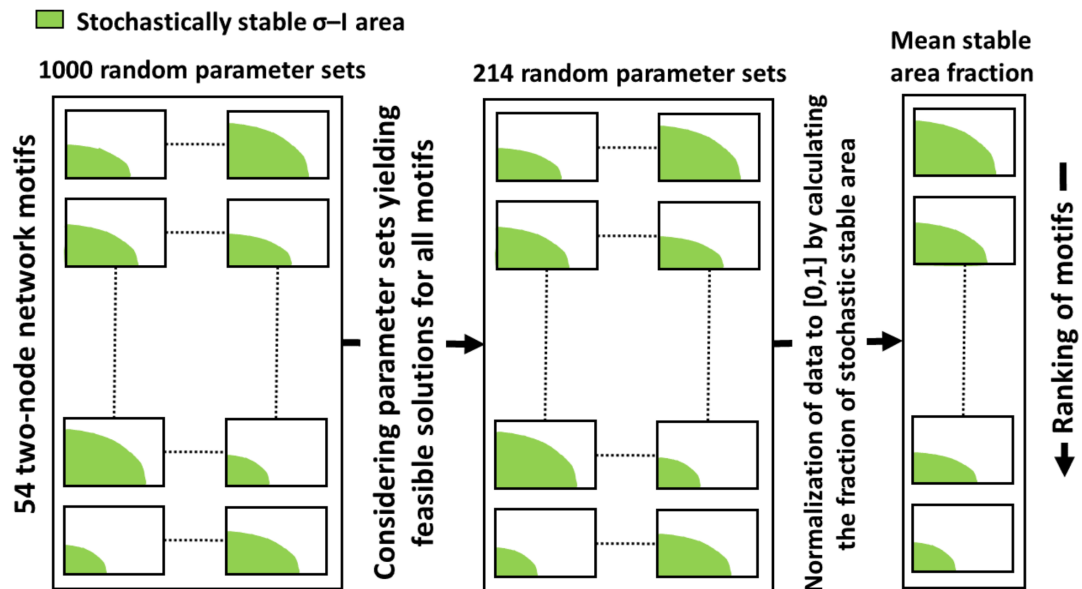 Stochastically stable σ–I area
1000 random parameter sets
54 two-node network motifs
Considering parameter sets yielding
feasible solutions for all motifs
214 random parameter sets
Normalization of data to [0,1] by calculating
the fraction of stochastic stable area
Mean stable
area fraction
Ranking of motifs